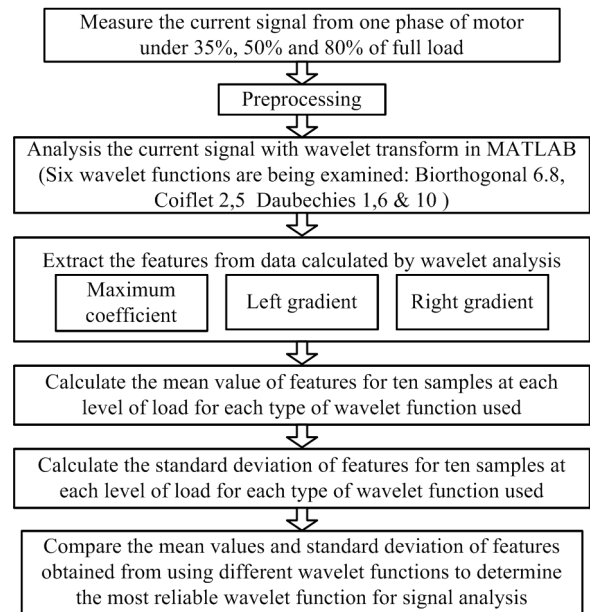 Measure the current signal from one phase of motor
under 35%, 50% and 80% of full load
Preprocessing
Analysis the current signal with wavelet transform in MATLAB
(Six wavelet functions are being examined: Biorthogonal 6.8,
Coiflet 2,5 Daubechies 1,6 & 10 )
Extract the features from data calculated by wavelet analysis
Maximum
coefficient
Left gradient
Right gradient
Calculate the mean value of features for ten samples at each
level of load for each type of wavelet function used
Calculate the standard deviation of features for ten samples at
each level of load for each type of wavelet function used
Compare the mean values and standard deviation of features
obtained from using different wavelet functions to determine
the most reliable wavelet function for signal analysis